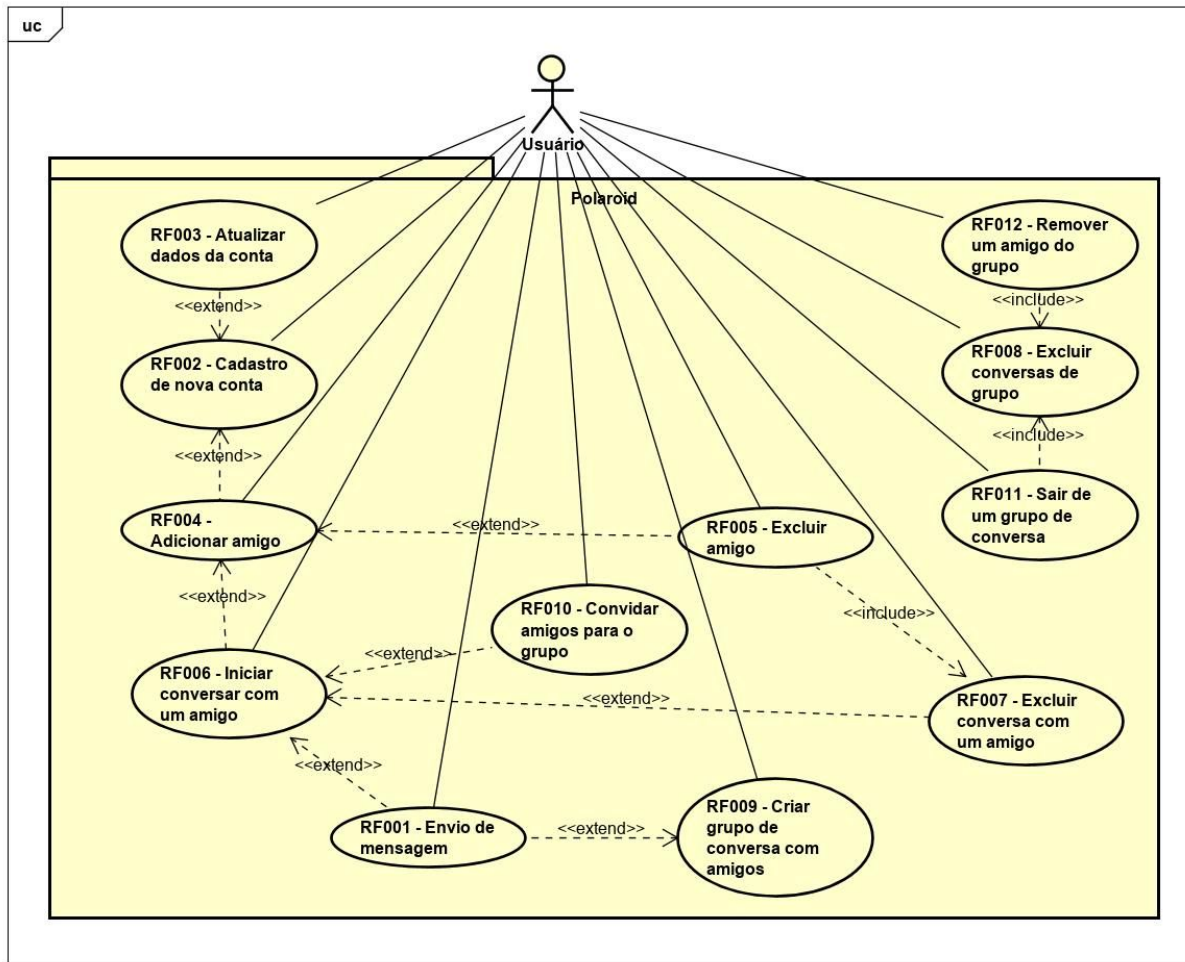 uc
Usuário
Polaroid
RF003 - Atualizar
dados da conta
<<extend>>
RF002 - Cadastro
de nova conta
<<extend>>
RF004 -
Adicionar amigo
<<extend>>
RF006 - Iniciar
conversar com
um amigo
<<extend>>
RF001 - Envio de
mensagem
<<extend>>
RF009 - Criar
grupo de
conversa com
amigos
<<extend>>
RF010 - Convidar
amigos para o
grupo
<<extend>>
<<extend>>
RF005 - Excluir
amigo
<<include>>
RF007 - Excluir
conversa com
um amigo
RF012 - Remover
um amigo do
grupo
<<include>>
RF008 - Excluir
conversas de
grupo
<<include>>
RF011 - Sair de
um grupo de
conversa